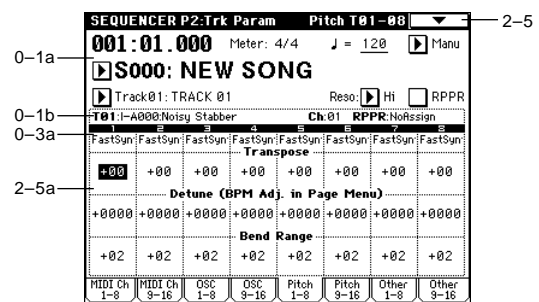 SEQUENCER P2:Trk Param Pitch T01-08
2–5
001:01.000 Meter: 4/4 ♩ = 120 Manu
0–1a
S000: NEW SONG
Track01: TRACK 01 Reso: Hi RPPR
0–1b
T01:I-A000:Noisy Stabber Ch:01 RPPR:NoAssign
0–3a
1 2 3 4 5 6 7 8
FastSyn FastSyn FastSyn FastSyn FastSyn FastSyn FastSyn FastSyn
Transpose
2–5a
+00 +00 +00 +00 +00 +00 +00 +00
Detune (BPM Adj. in Page Menu)
+0000 +0000 +0000 +0000 +0000 +0000 +0000 +0000
Bend Range
+02 +02 +02 +02 +02 +02 +02 +02
MIDI Ch 1-8 MIDI Ch 9-16 OSC 1-8 OSC 9-16 Pitch 1-8 Pitch 9-16 Other 1-8 Other 9-16